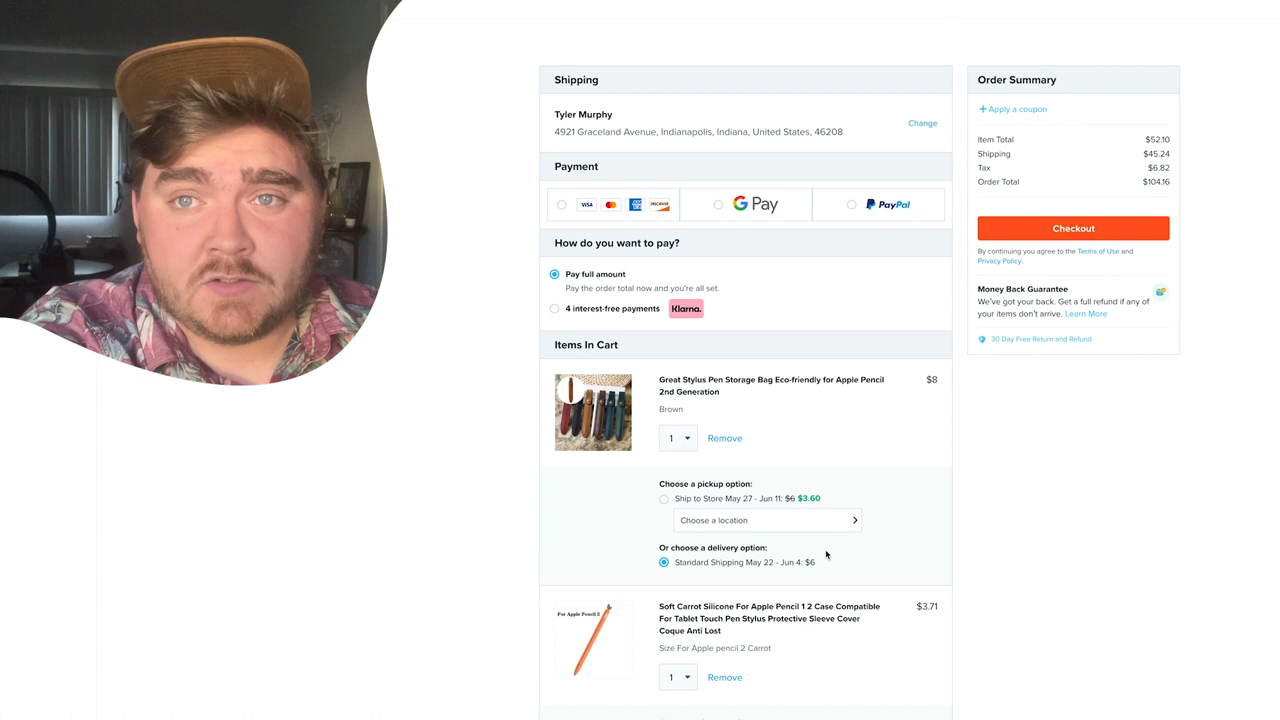 Shipping
Tyler Murphy
4921 Graceland Avenue, Indianapolis, Indiana, United States, 46208
Change
Payment
VISA
AMERICAN EXPRESS
DISCOVER
G Pay
PayPal
How do you want to pay?
Pay full amount
Pay the order total now and you're all set.
4 interest-free payments Klarna.
Items In Cart
Great Stylus Pen Storage Bag Eco-friendly for Apple Pencil
2nd Generation
$8
Brown
1
Remove
Choose a pickup option:
Ship to Store May 27 - Jun 11: $6 $3.60
Choose a location
Or choose a delivery option:
Standard Shipping May 22 - Jun 4: $6
For Apple Pencil 2
Soft Carrot Silicone For Apple Pencil 1 2 Case Compatible
For Tablet Touch Pen Stylus Protective Sleeve Cover
Coque Anti Lost
$3.71
Size For Apple pencil 2 Carrot
1
Remove
Order Summary
+ Apply a coupon
Item Total $52.10
Shipping $45.24
Tax $6.82
Order Total $104.16
Checkout
By continuing you agree to the Terms of Use and
Privacy Policy.
Money Back Guarantee
We've got your back. Get a full refund if any of
your items don't arrive. Learn More
30 Day Free Return and Refund